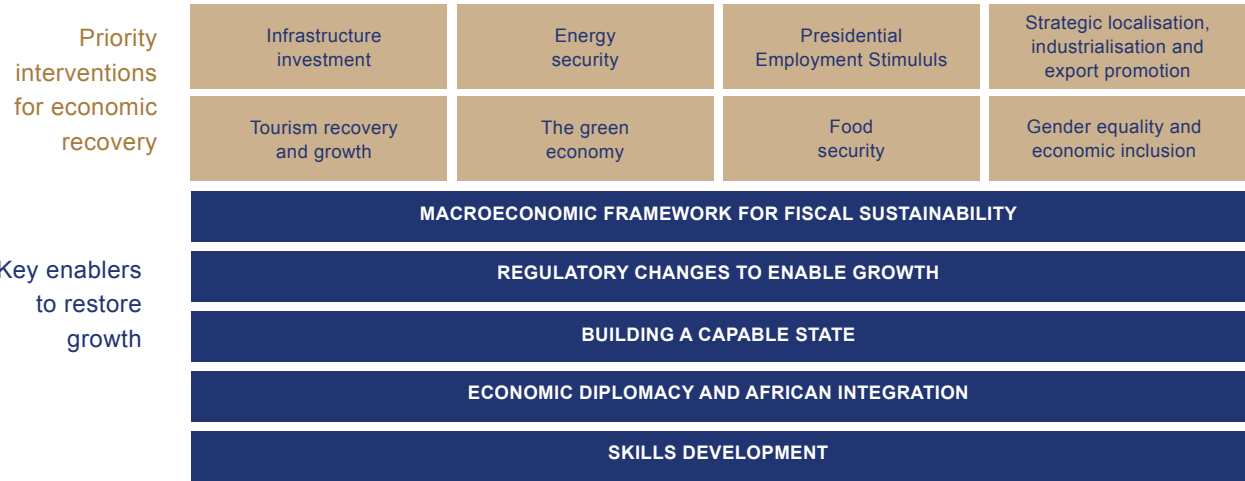 Priority
interventions
for economic
recovery
Infrastructure
investment
Energy
security
Presidential
Employment Stimululs
Strategic localisation,
industrialisation and
export promotion
Tourism recovery
and growth
The green
economy
Food
security
Gender equality and
economic inclusion
Key enablers
to restore
growth
MACROECONOMIC FRAMEWORK FOR FISCAL SUSTAINABILITY
REGULATORY CHANGES TO ENABLE GROWTH
BUILDING A CAPABLE STATE
ECONOMIC DIPLOMACY AND AFRICAN INTEGRATION
SKILLS DEVELOPMENT